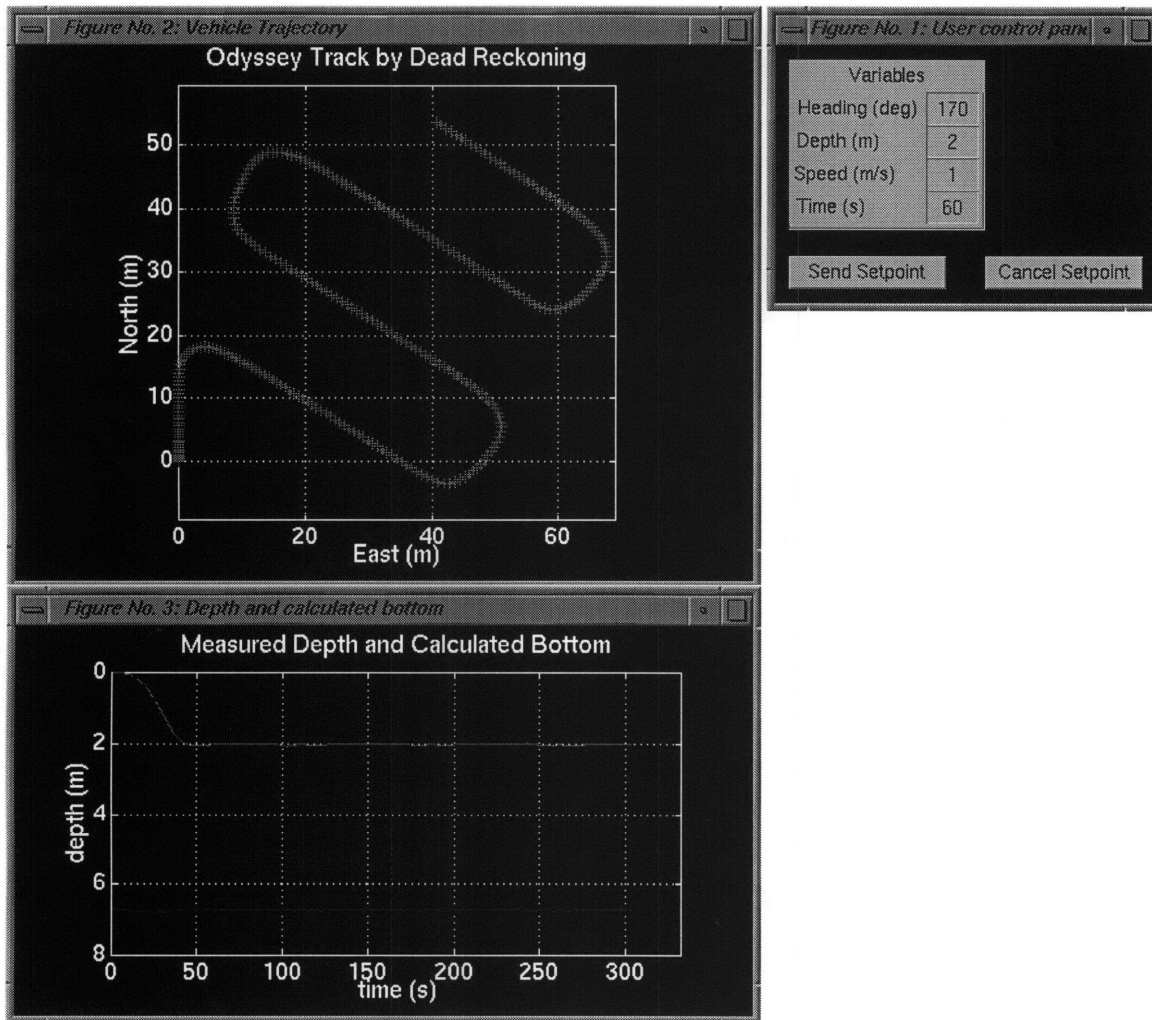 Figure No. 2: Vehicle Trajectory
Odyssey Track by Dead Reckoning
50
40
30
20
10
0
North (m)
0 20 40 60
East (m)
Figure No. 1: User control pane
Variables
Heading (deg) 170
Depth (m) 2
Speed (m/s) 1
Time (s) 60
Send Setpoint Cancel Setpoint
Figure No. 3: Depth and calculated bottom
Measured Depth and Calculated Bottom
0
2
4
6
8
depth (m)
0 50 100 150 200 250 300
time (s)